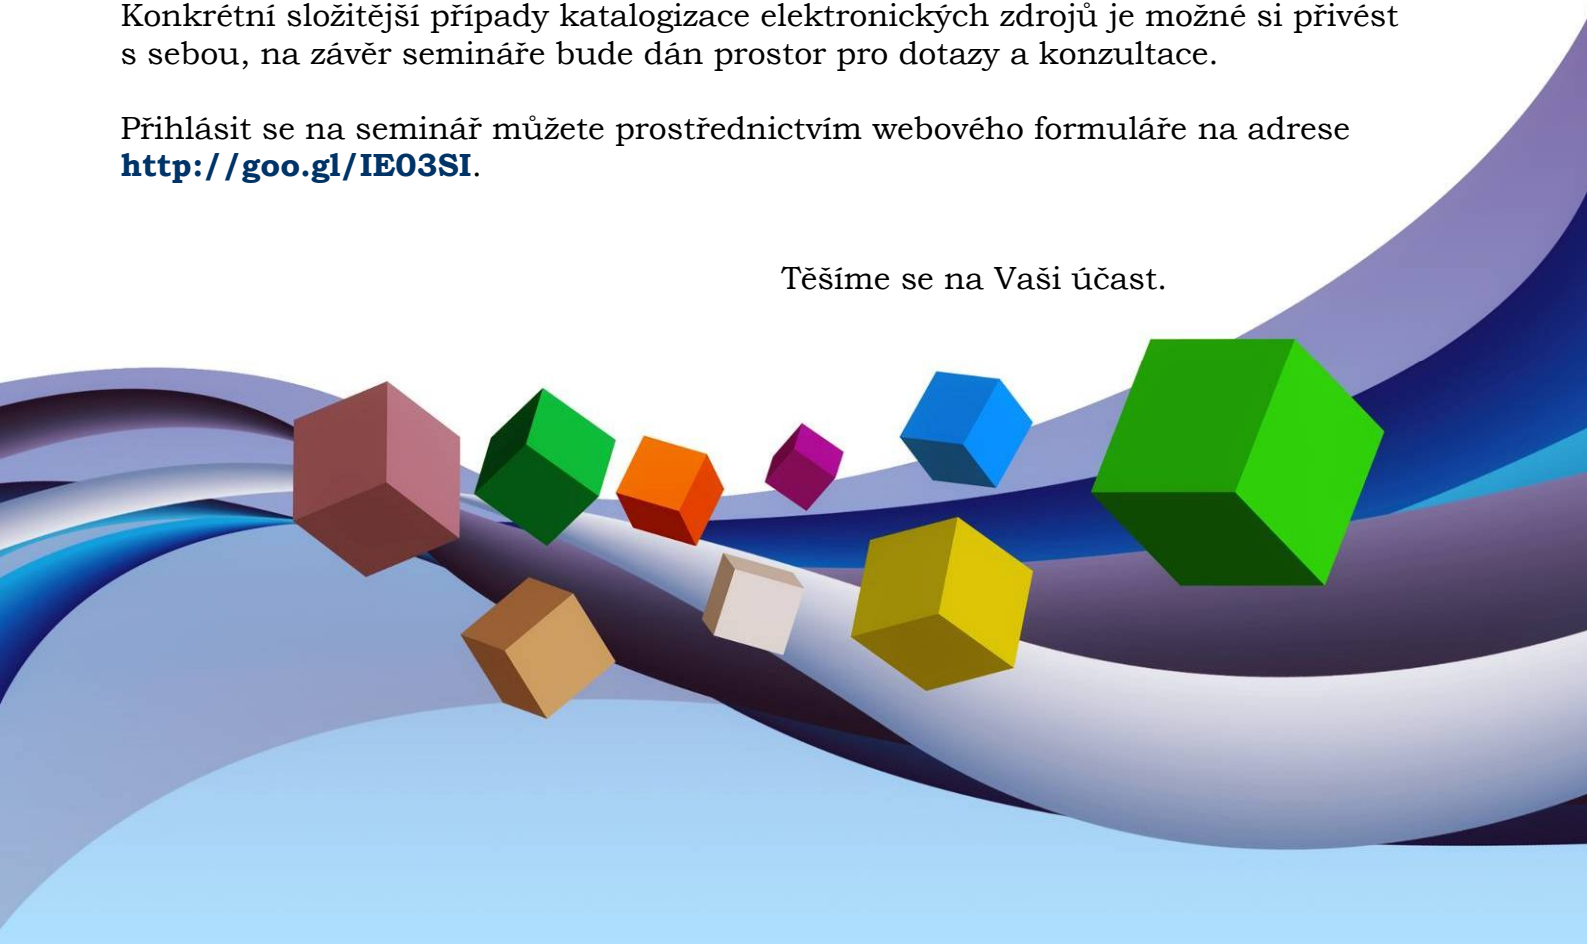 Konkrétní složitější případy katalogizace elektronických zdrojů je možné si přivést
s sebou, na závěr semináře bude dán prostor pro dotazy a konzultace.
Přihlásit se na seminář můžete prostřednictvím webového formuláře na adrese
http://goo.gl/IE03SI.
Těšíme se na Vaši účast.